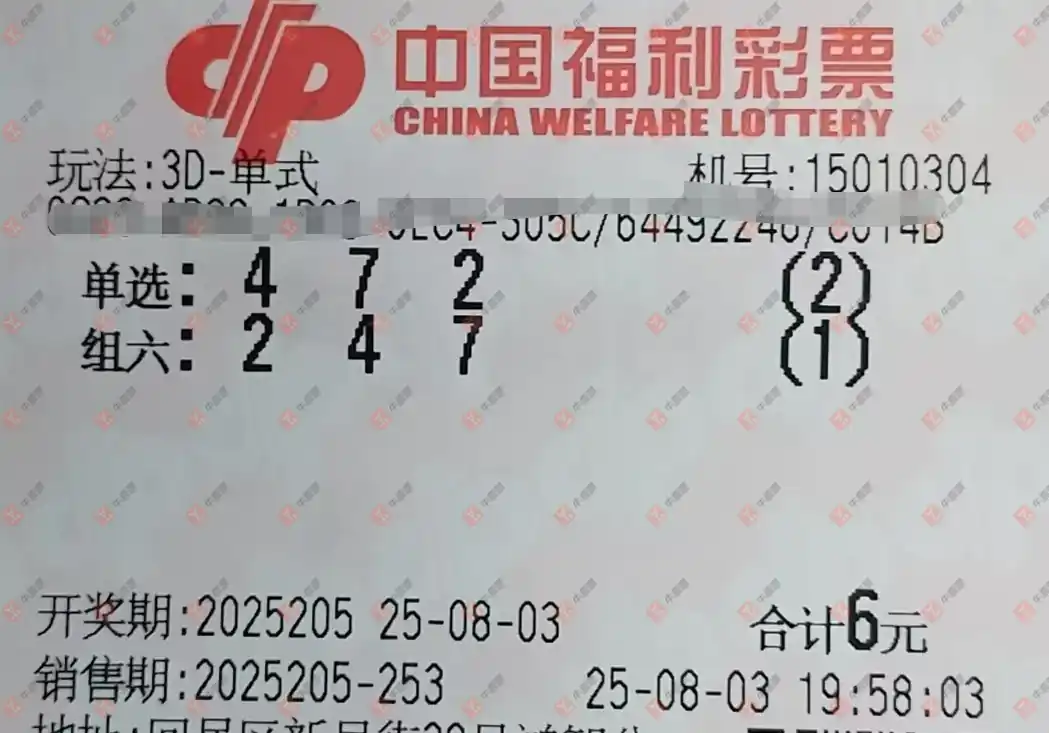 中国福利彩票
CHINA WELFARE LOTTERY
玩法:3D-单式 机号:15010304
单选: 4 7 2 (2)
组六: 2 4 7 (1)
开奖期:2025205 25-08-03 合计6元
销售期:2025205-253 25-08-03 19:58:03